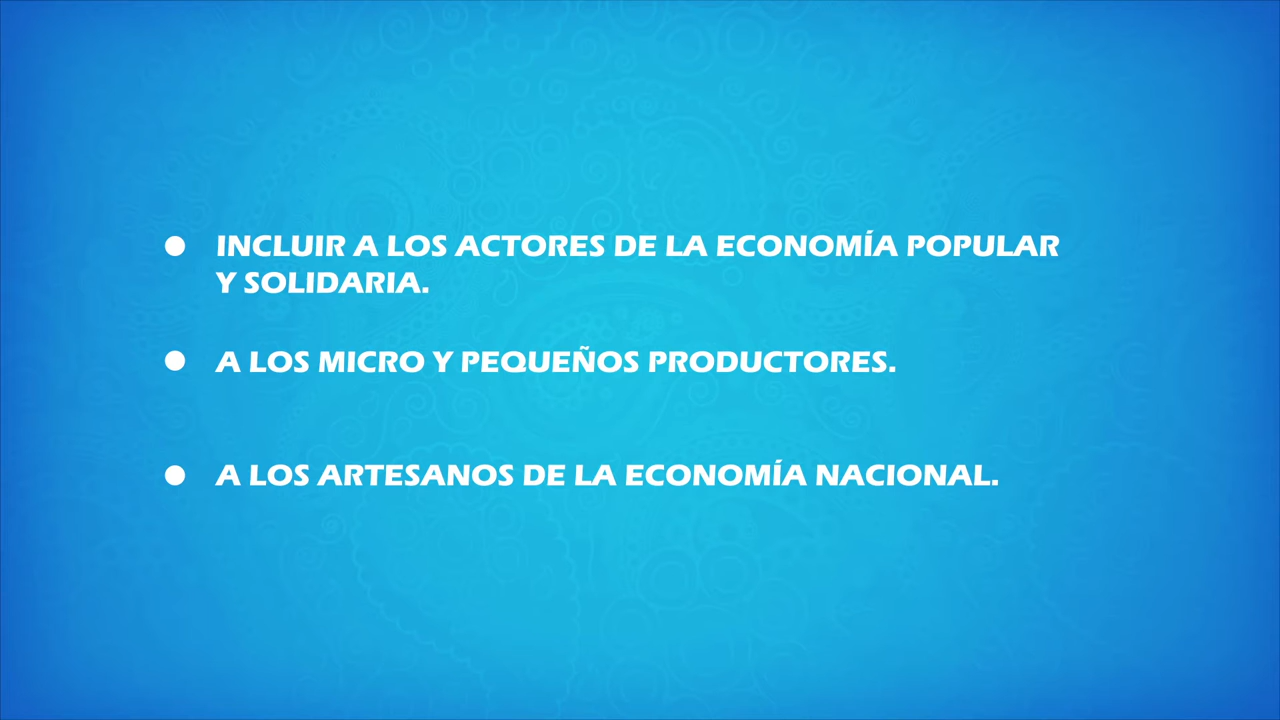 ● INCLUIR A LOS ACTORES DE LA ECONOMÍA POPULAR
Y SOLIDARIA.
● A LOS MICRO Y PEQUEÑOS PRODUCTORES.
● A LOS ARTESANOS DE LA ECONOMÍA NACIONAL.